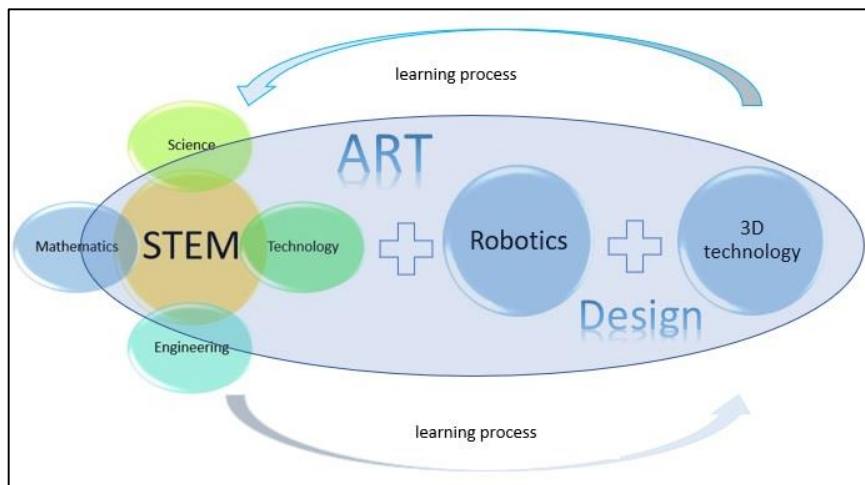 learning process
Science
ART
Mathematics
STEM
Technology
Robotics
3D
technology
Design
Engineering
learning process